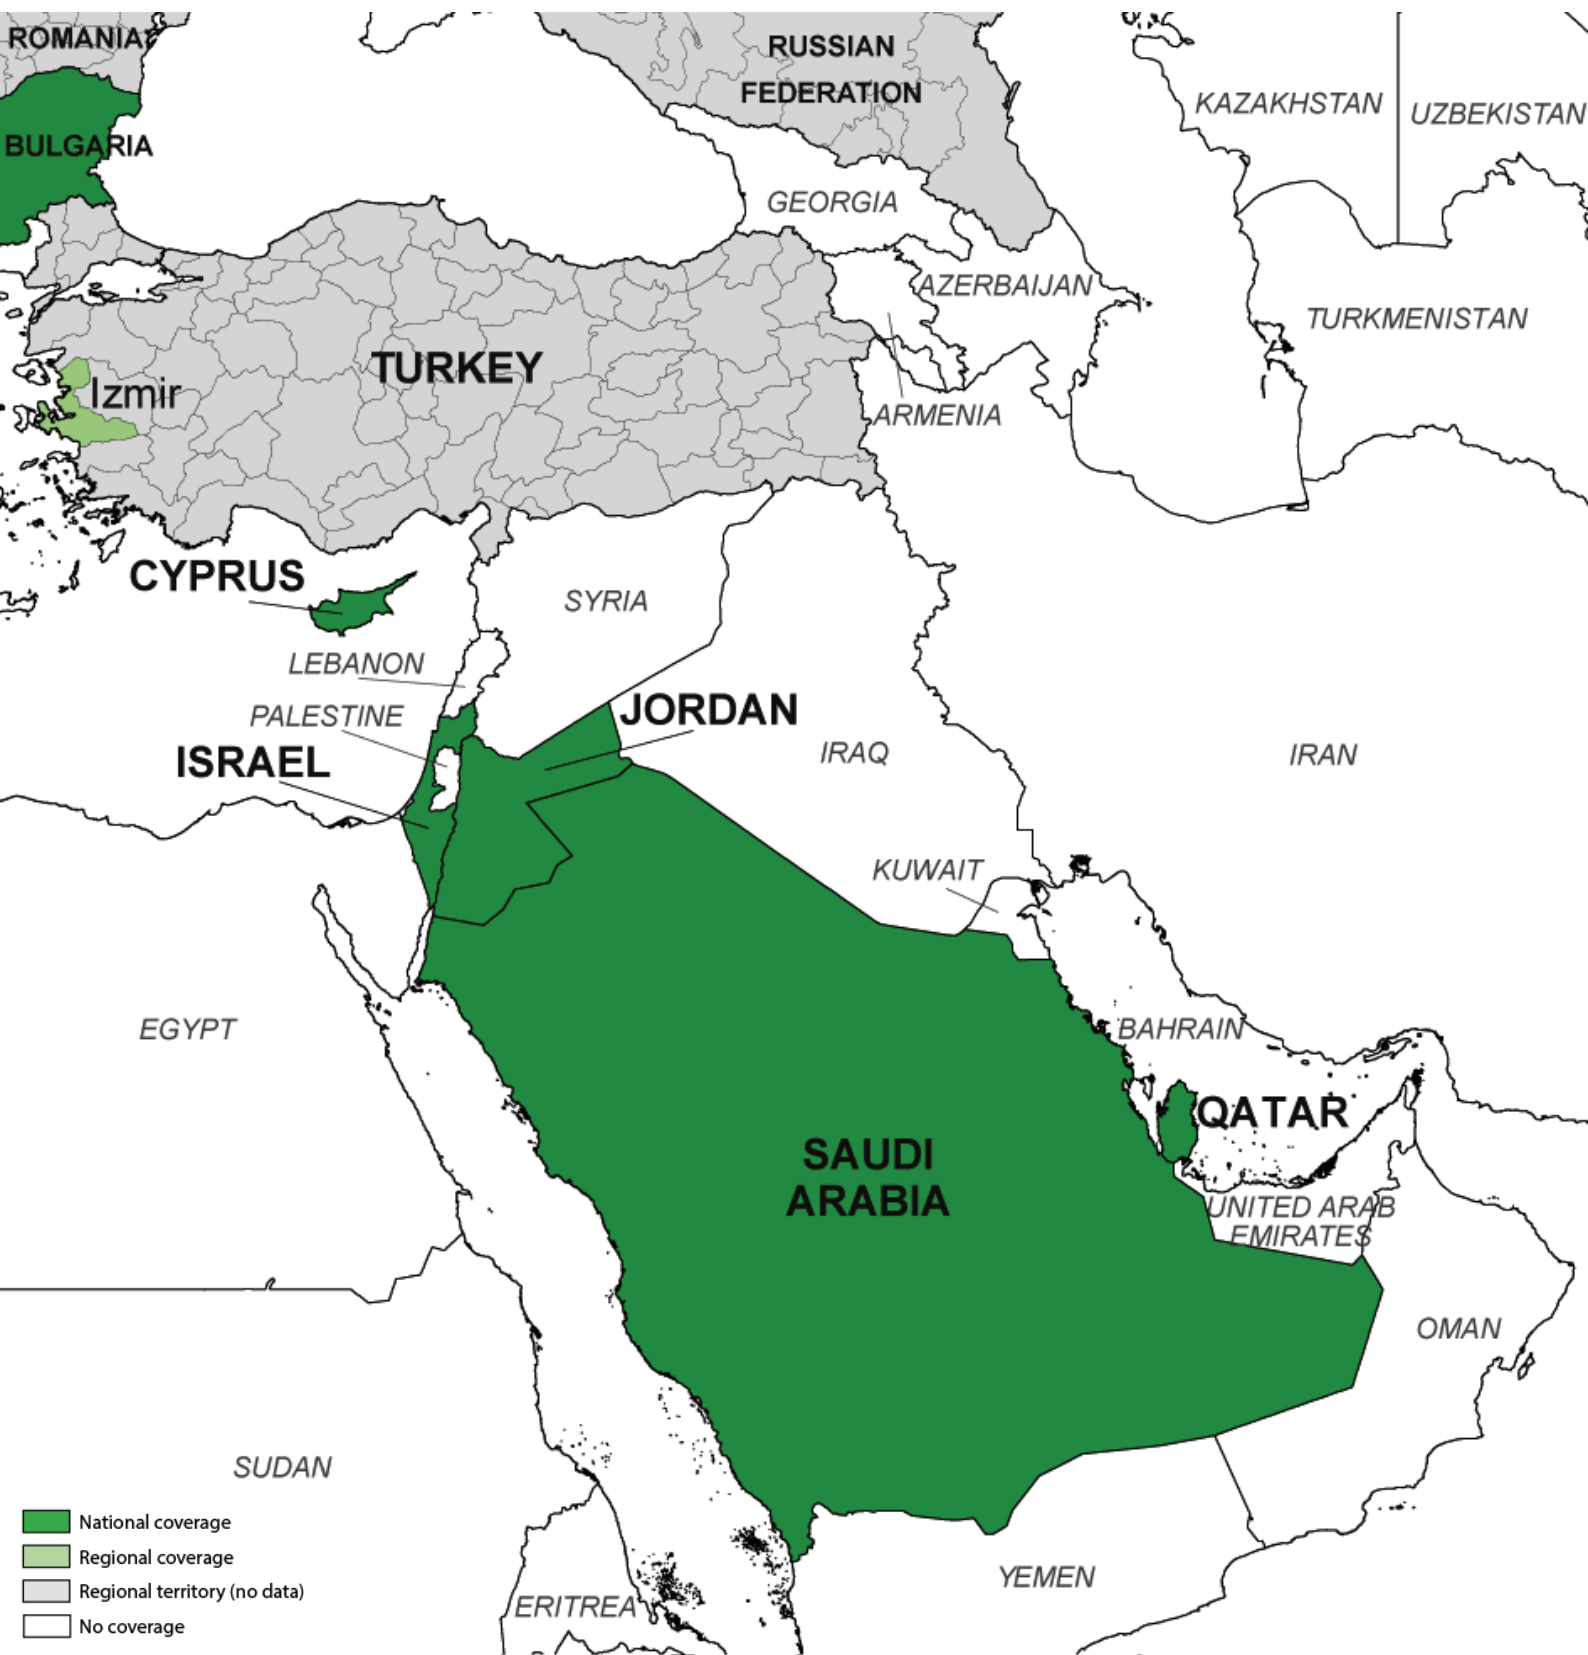 ROMANIA
RUSSIAN
FEDERATION
KAZAKHSTAN
UZBEKISTAN
BULGARIA
GEORGIA
AZERBAIJAN
TURKMENISTAN
TURKEY
Izmir
ARMENIA
CYPRUS
SYRIA
LEBANON
PALESTINE
JORDAN
ISRAEL
IRAQ
IRAN
KUWAIT
EGYPT
BAHRAIN
QATAR
SAUDI
ARABIA
UNITED ARAB
EMIRATES
OMAN
SUDAN
YEMEN
ERITREA
National coverage
Regional coverage
Regional territory (no data)
No coverage